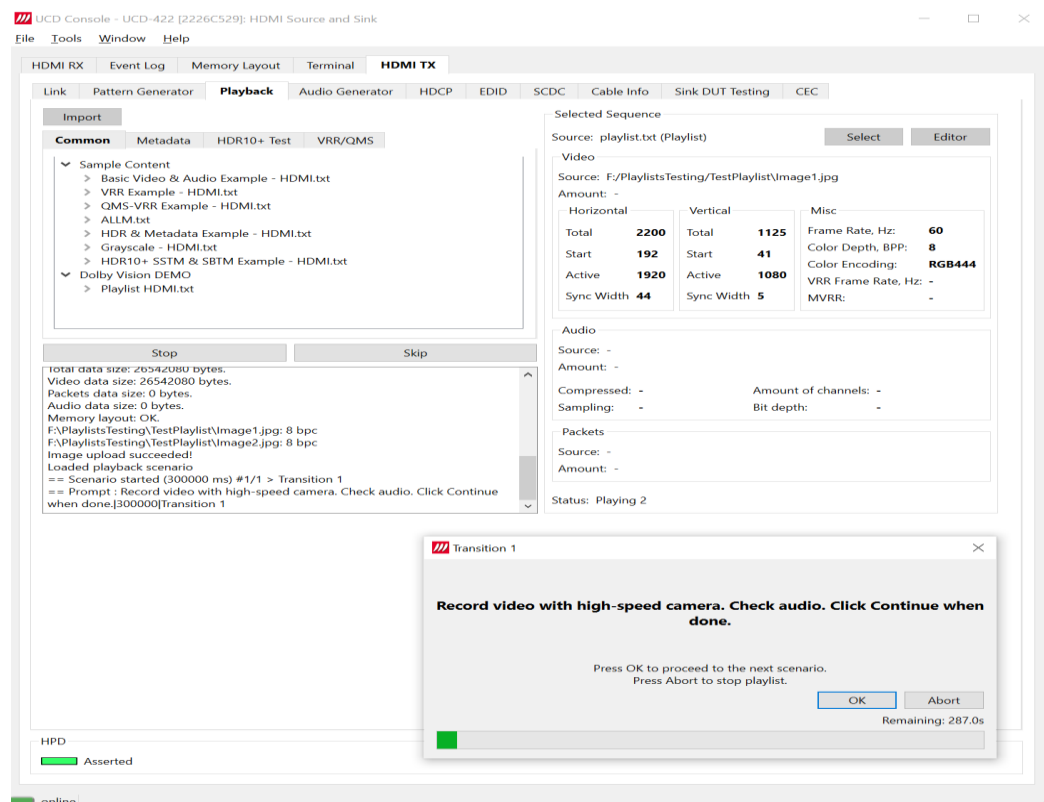 UCD Console - UCD-422 [2226C529]: HDMI Source and Sink
File Tools Window Help
HDMI RX Event Log Memory Layout Terminal HDMI TX
Link Pattern Generator Playback Audio Generator HDCP EDID SCDC Cable Info Sink DUT Testing CEC
Import
Common Metadata HDR10+ Test VRR/QMS
Sample Content
Basic Video & Audio Example - HDMI.txt
VRR Example - HDMI.txt
QMS-VRR Example - HDMI.txt
ALLM.txt
HDR & Metadata Example - HDMI.txt
Grayscale - HDMI.txt
HDR10+ SSTM & SBTM Example - HDMI.txt
Dolby Vision DEMO
Playlist HDMI.txt
Stop Skip
Total data size: 26542080 bytes.
Video data size: 26542080 bytes.
Packets data size: 0 bytes.
Audio data size: 0 bytes.
Memory layout: OK.
F:\PlaylistsTesting\TestPlaylist\Image1.jpg: 8 bpc
F:\PlaylistsTesting\TestPlaylist\Image2.jpg: 8 bpc
Image upload succeeded!
Loaded playback scenario
== Scenario started (300000 ms) #1/1 > Transition 1
== Prompt : Record video with high-speed camera. Check audio. Click Continue
when done.|300000|Transition 1
Selected Sequence
Source: playlist.txt (Playlist) Select Editor
Video
Source: F:/PlaylistsTesting/TestPlaylist\Image1.jpg
Amount: -
Horizontal
Total 2200
Start 192
Active 1920
Sync Width 44
Vertical
Total 1125
Start 41
Active 1080
Sync Width 5
Misc
Frame Rate, Hz: 60
Color Depth, BPP: 8
Color Encoding: RGB444
VRR Frame Rate, Hz: -
MVRR: -
Audio
Source: -
Amount: -
Compressed: - Amount of channels: -
Sampling: - Bit depth: -
Packets
Source: -
Amount: -
Status: Playing 2
Transition 1
Record video with high-speed camera. Check audio. Click Continue when
done.
Press OK to proceed to the next scenario.
Press Abort to stop playlist.
OK Abort
Remaining: 287.0s
HPD
Asserted
online